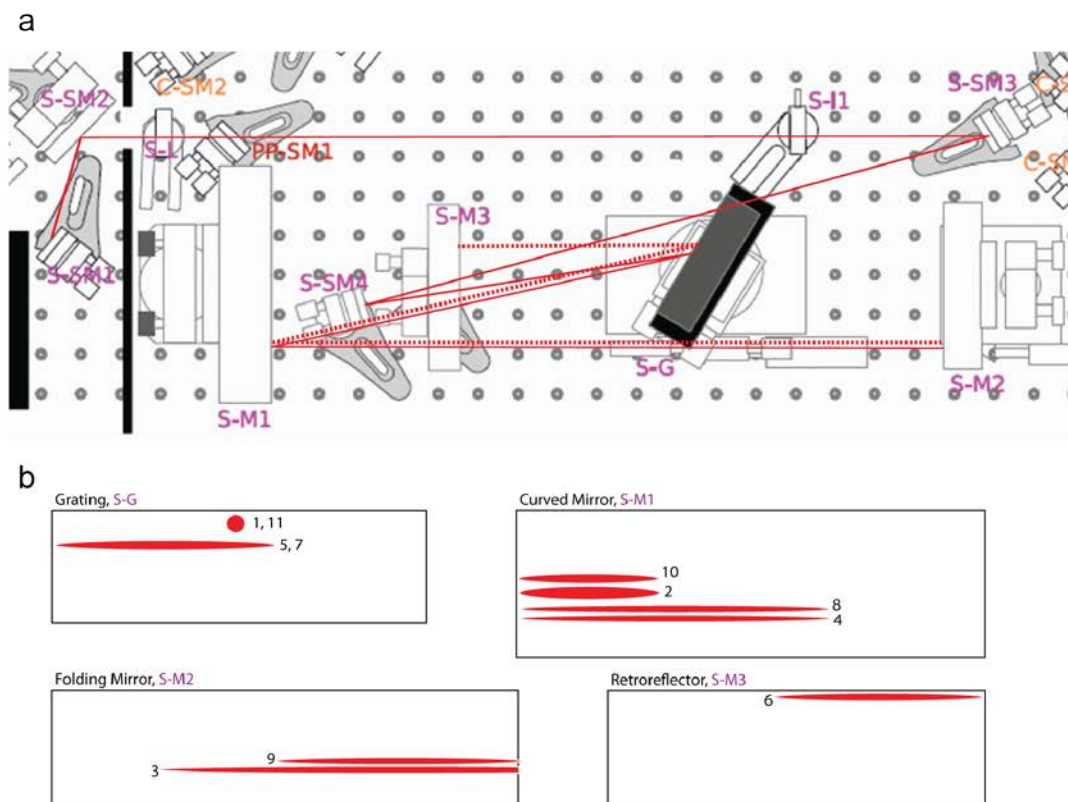 a
S-SM2
C-SM2
S-I1
S-SM3
C-S
S-L
PP-SM1
C-SM
S-M3
S-SM1
S-SM4
S-G
S-M2
S-M1
b
Grating, S-G
1, 11
5, 7
Curved Mirror, S-M1
10
2
8
4
Folding Mirror, S-M2
9
3
Retroreflector, S-M3
6